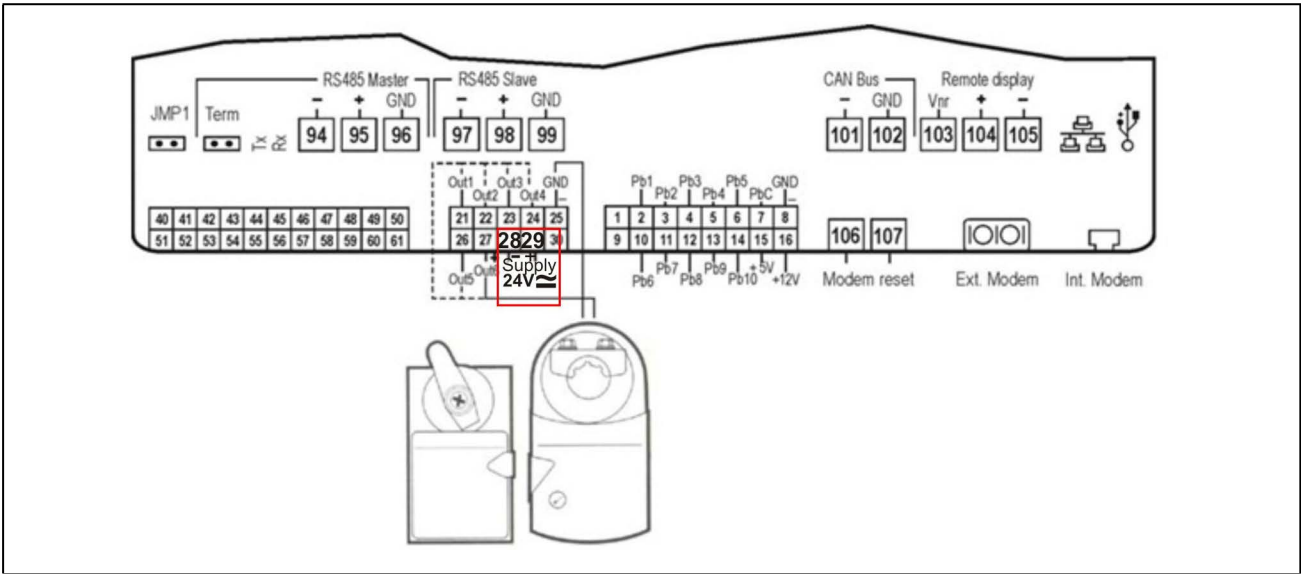 RS485 Master RS485 Slave CAN Bus Remote display
JMP1 Term - + GND - + GND - GND Vnr + -
Tx Rx 94 95 96 97 98 99 101 102 103 104 105
Out1 Out3 GND Pb1 Pb3 Pb5 GND
Out2 Out4 _ Pb2 Pb4 PbC _
40 41 42 43 44 45 46 47 48 49 50 21 22 23 24 25 1 2 3 4 5 6 7 8
51 52 53 54 55 56 57 58 59 60 61 26 27 28 29 30 9 10 11 12 13 14 15 16 106 107 IOIOI
+ - +
Supply
Out5 Out6 24V Pb6 Pb7 Pb8 Pb9 Pb10 +5V +12V Modem reset Ext. Modem Int. Modem